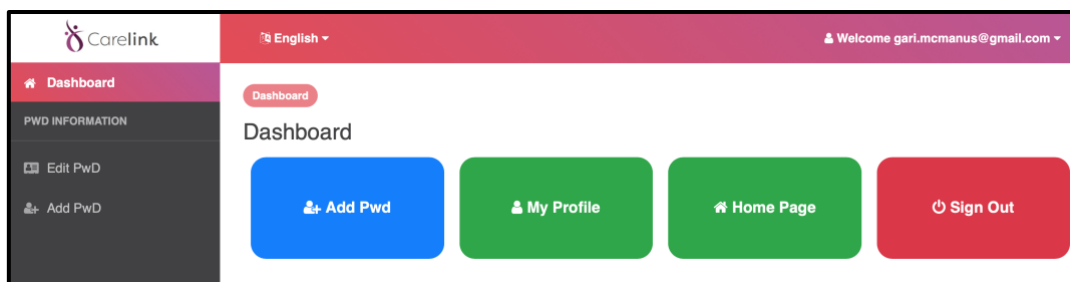 Carelink
English
Welcome gari.mcmanus@gmail.com
Dashboard
PWD INFORMATION
Edit PwD
Add PwD
Dashboard
Dashboard
Add Pwd
My Profile
Home Page
Sign Out